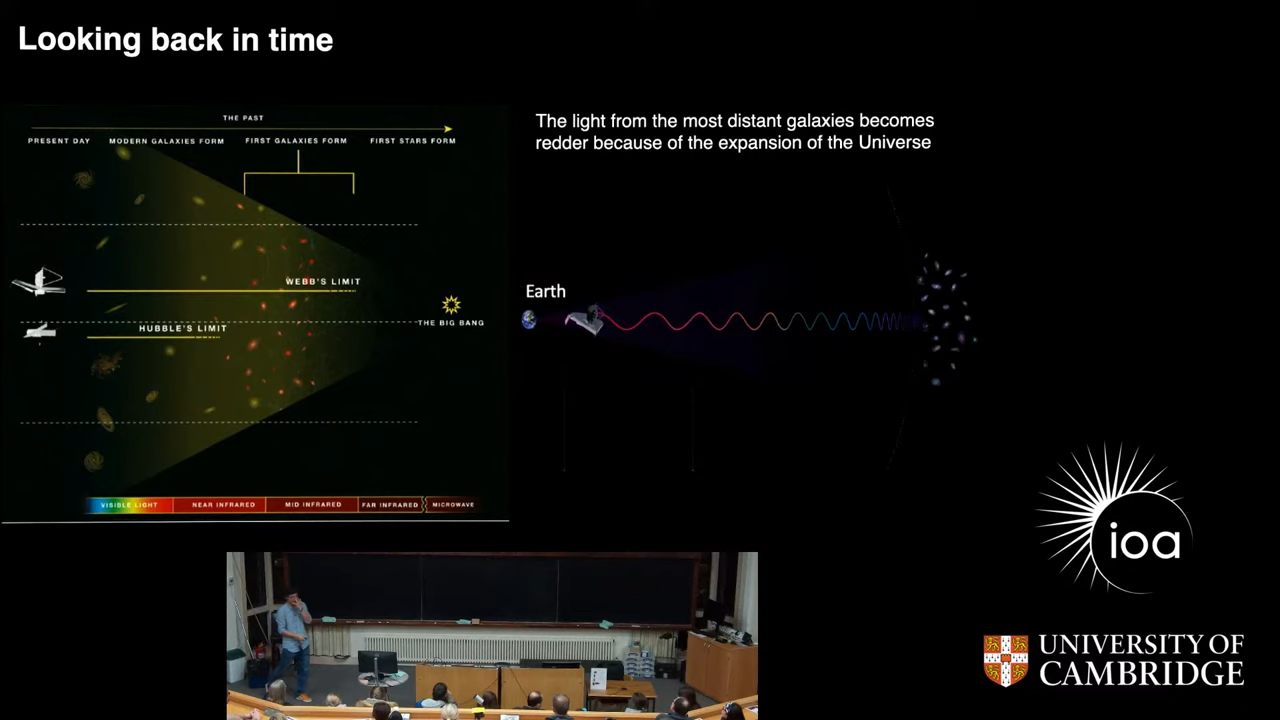 Looking back in time
THE PAST
PRESENT DAY MODERN GALAXIES FORM FIRST GALAXIES FORM FIRST STARS FORM
WEBB'S LIMIT
HUBBLE'S LIMIT
THE BIG BANG
VISIBLE LIGHT NEAR INFRARED MID INFRARED FAR INFRARED MICROWAVE
The light from the most distant galaxies becomes
redder because of the expansion of the Universe
Earth
ioa
UNIVERSITY OF
CAMBRIDGE